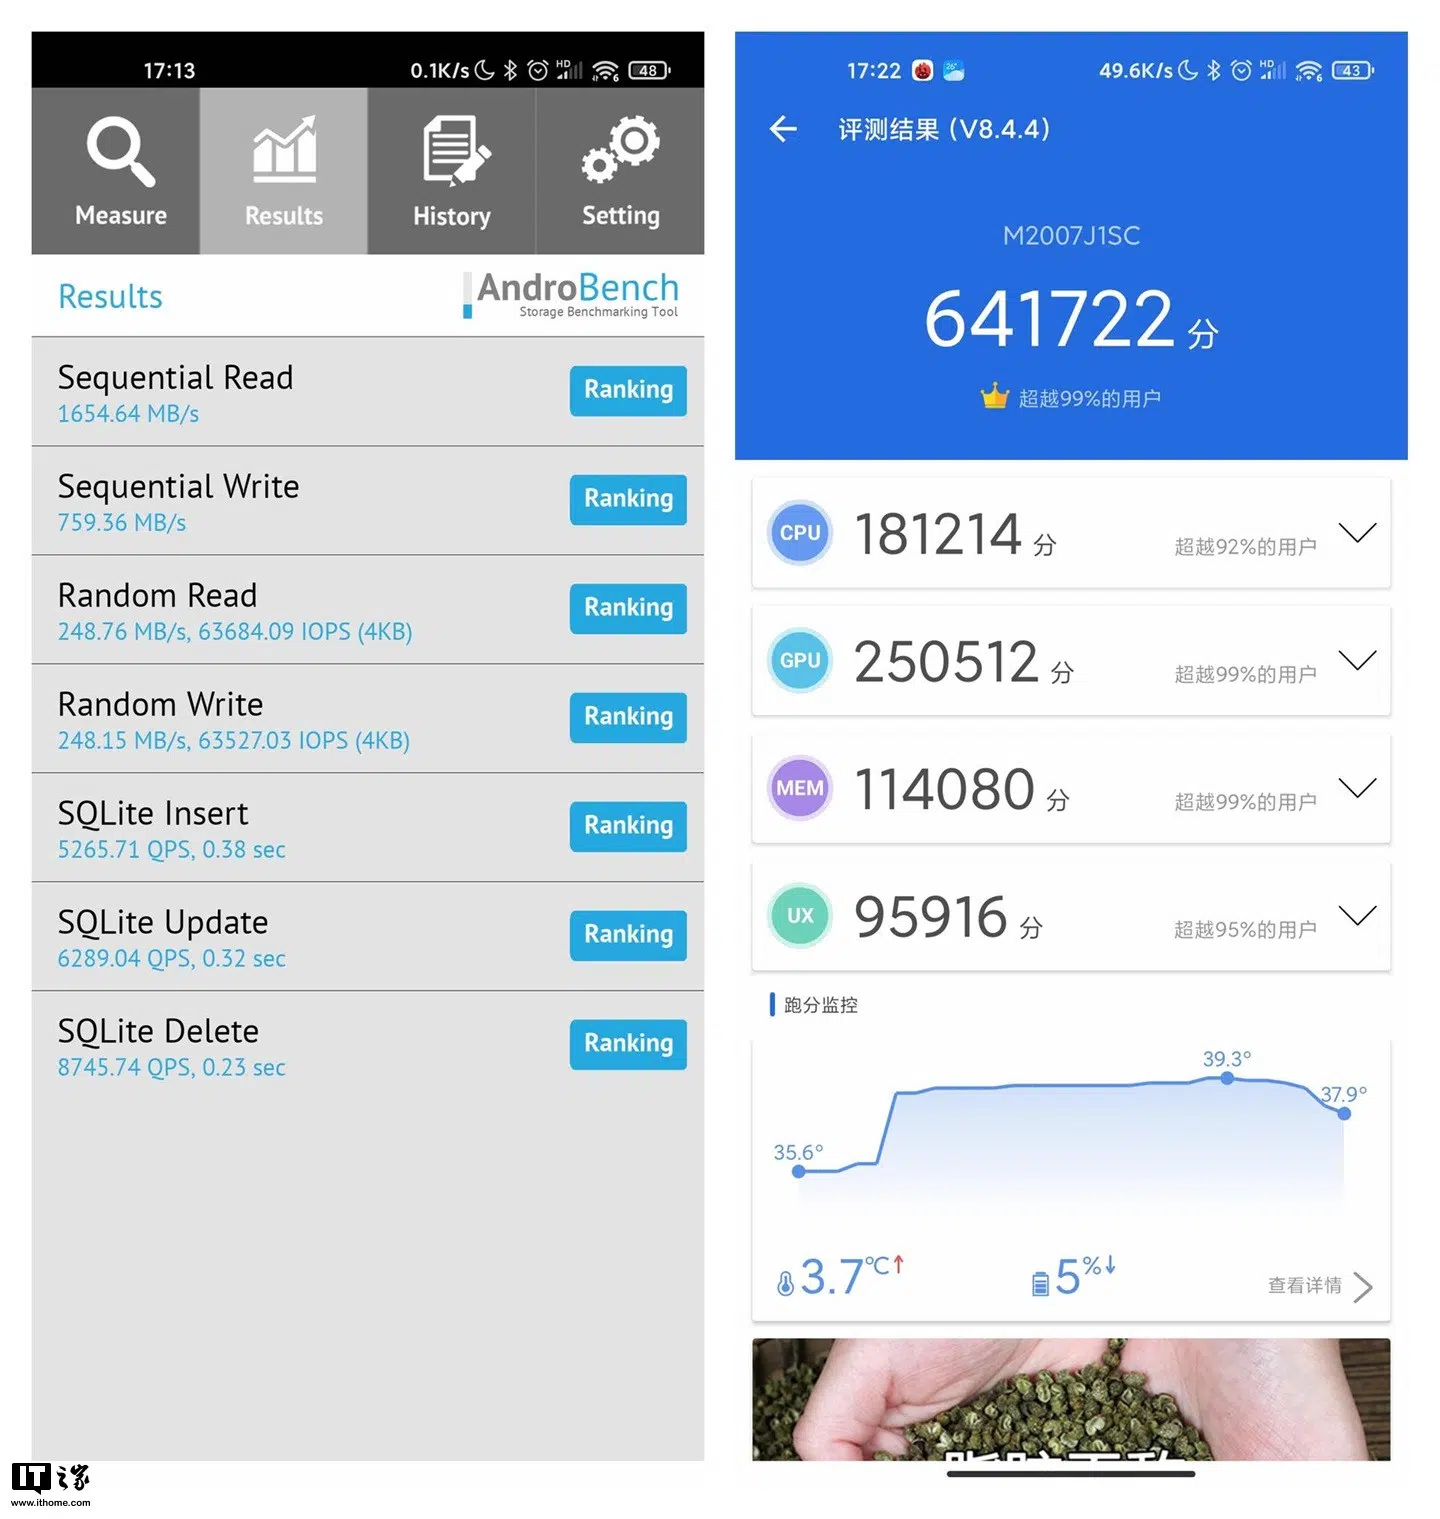 17:13
0.1K/s HD 6 48
Measure
Results
History
Setting
Results
AndroBench
Storage Benchmarking Tool
Sequential Read
1654.64 MB/s
Ranking
Sequential Write
759.36 MB/s
Ranking
Random Read
248.76 MB/s, 63684.09 IOPS (4KB)
Ranking
Random Write
248.15 MB/s, 63527.03 IOPS (4KB)
Ranking
SQLite Insert
5265.71 QPS, 0.38 sec
Ranking
SQLite Update
6289.04 QPS, 0.32 sec
Ranking
SQLite Delete
8745.74 QPS, 0.23 sec
Ranking
17:22 26°
49.6K/s HD 6 43
评测结果 (V8.4.4)
M2007J1SC
641722 分
超越99%的用户
CPU 181214 分 超越92%的用户
GPU 250512 分 超越99%的用户
MEM 114080 分 超越99%的用户
UX 95916 分 超越95%的用户
跑分监控
39.3°
37.9°
35.6°
3.7℃↑ 5%↓ 查看详情
IT之家
www.ithome.com